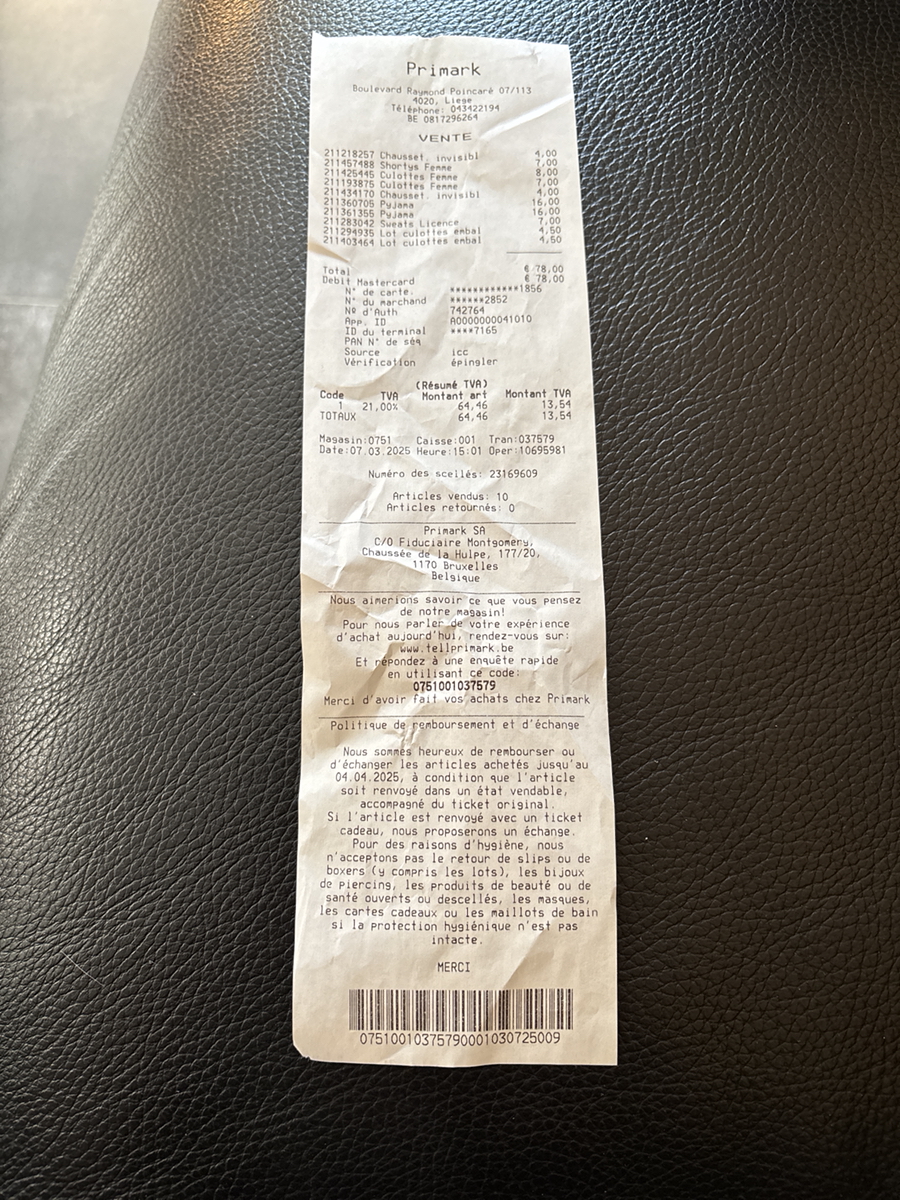 Primark
Boulevard Raymond Poincaré 07/113
4020, Liege
Téléphone: 043422194
BE 0817296264
VENTE
211218257 Chausset. invisibl 4,00
211457488 Shortys Femme 7,00
211425445 Culottes Femme 8,00
211193875 Culottes Femme 7,00
211434170 Chausset. invisibl 4,00
211360705 Pyjama 16,00
211361355 Pyjama 16,00
211283042 Sweats Licence 7,00
211294935 Lot culottes embal 4,50
211403464 Lot culottes embal 4,50
Total € 78,00
Debit Mastercard € 78,00
N° de carte. ************1856
N° du marchand ******2852
Nº d'Auth 742764
App. ID A0000000041010
ID du terminal ****7165
PAN N° de séq
Source icc
Vérification épingler
(Résumé TVA)
Code TVA Montant art Montant TVA
1 21,00% 64,46 13,54
TOTAUX 64,46 13,54
Magasin:0751 Caisse:001 Tran:037579
Date:07.03.2025 Heure:15:01 Oper:10695981
Numéro des scellés: 23169609
Articles vendus: 10
Articles retournés: 0
Primark SA
C/O Fiduciaire Montgomery,
Chaussée de la Hulpe, 177/20,
1170 Bruxelles
Belgique
Nous aimerions savoir ce que vous pensez
de notre magasin!
Pour nous parler de votre expérience
d'achat aujourd'hui, rendez-vous sur:
www.tellprimark.be
Et répondez à une enquête rapide
en utilisant ce code:
0751001037579
Merci d'avoir fait vos achats chez Primark
Politique de remboursement et d'échange
Nous sommes heureux de rembourser ou
d'échanger les articles achetés jusqu'au
04.04.2025, à condition que l'article
soit renvoyé dans un état vendable,
accompagné du ticket original.
Si l'article est renvoyé avec un ticket
cadeau, nous proposerons un échange.
Pour des raisons d'hygiène, nous
n'acceptons pas le retour de slips ou de
boxers (y compris les lots), les bijoux
de piercing, les produits de beauté ou de
santé ouverts ou descellés, les masques,
les cartes cadeaux ou les maillots de bain
si la protection hygiénique n'est pas
intacte.
MERCI
07510010375790001030725009